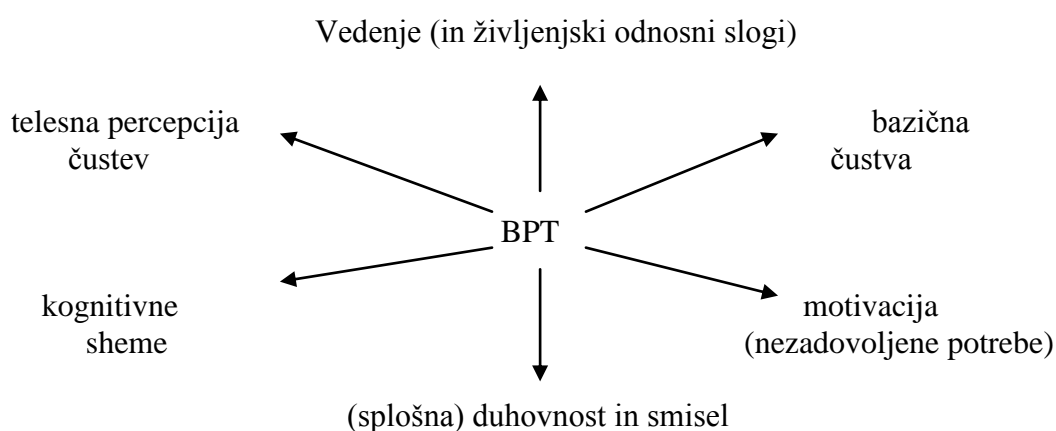 Vedenje (in življenjski odnosni slogi)
telesna percepcija
čustev
bazična
čustva
BPT
kognitivne
sheme
motivacija
(nezadovoljene potrebe)
(splošna) duhovnost in smisel